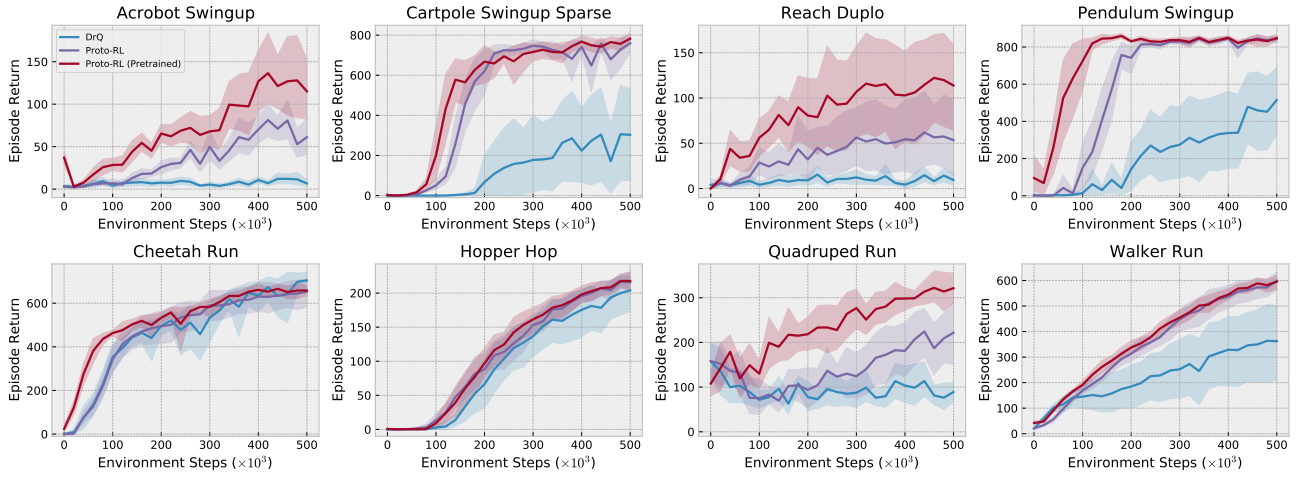 Acrobot Swingup
Episode Return
150
100
50
0
DrQ
Proto-RL
Proto-RL (Pretrained)
0 100 200 300 400 500
Environment Steps (×10³)
Cartpole Swingup Sparse
Episode Return
800
600
400
200
0
0 100 200 300 400 500
Environment Steps (×10³)
Reach Duplo
Episode Return
150
100
50
0
0 100 200 300 400 500
Environment Steps (×10³)
Pendulum Swingup
Episode Return
800
600
400
200
0
0 100 200 300 400 500
Environment Steps (×10³)
Cheetah Run
Episode Return
600
400
200
0
0 100 200 300 400 500
Environment Steps (×10³)
Hopper Hop
Episode Return
200
150
100
50
0
0 100 200 300 400 500
Environment Steps (×10³)
Quadruped Run
Episode Return
300
200
100
0
0 100 200 300 400 500
Environment Steps (×10³)
Walker Run
Episode Return
600
500
400
300
200
100
0
0 100 200 300 400 500
Environment Steps (×10³)